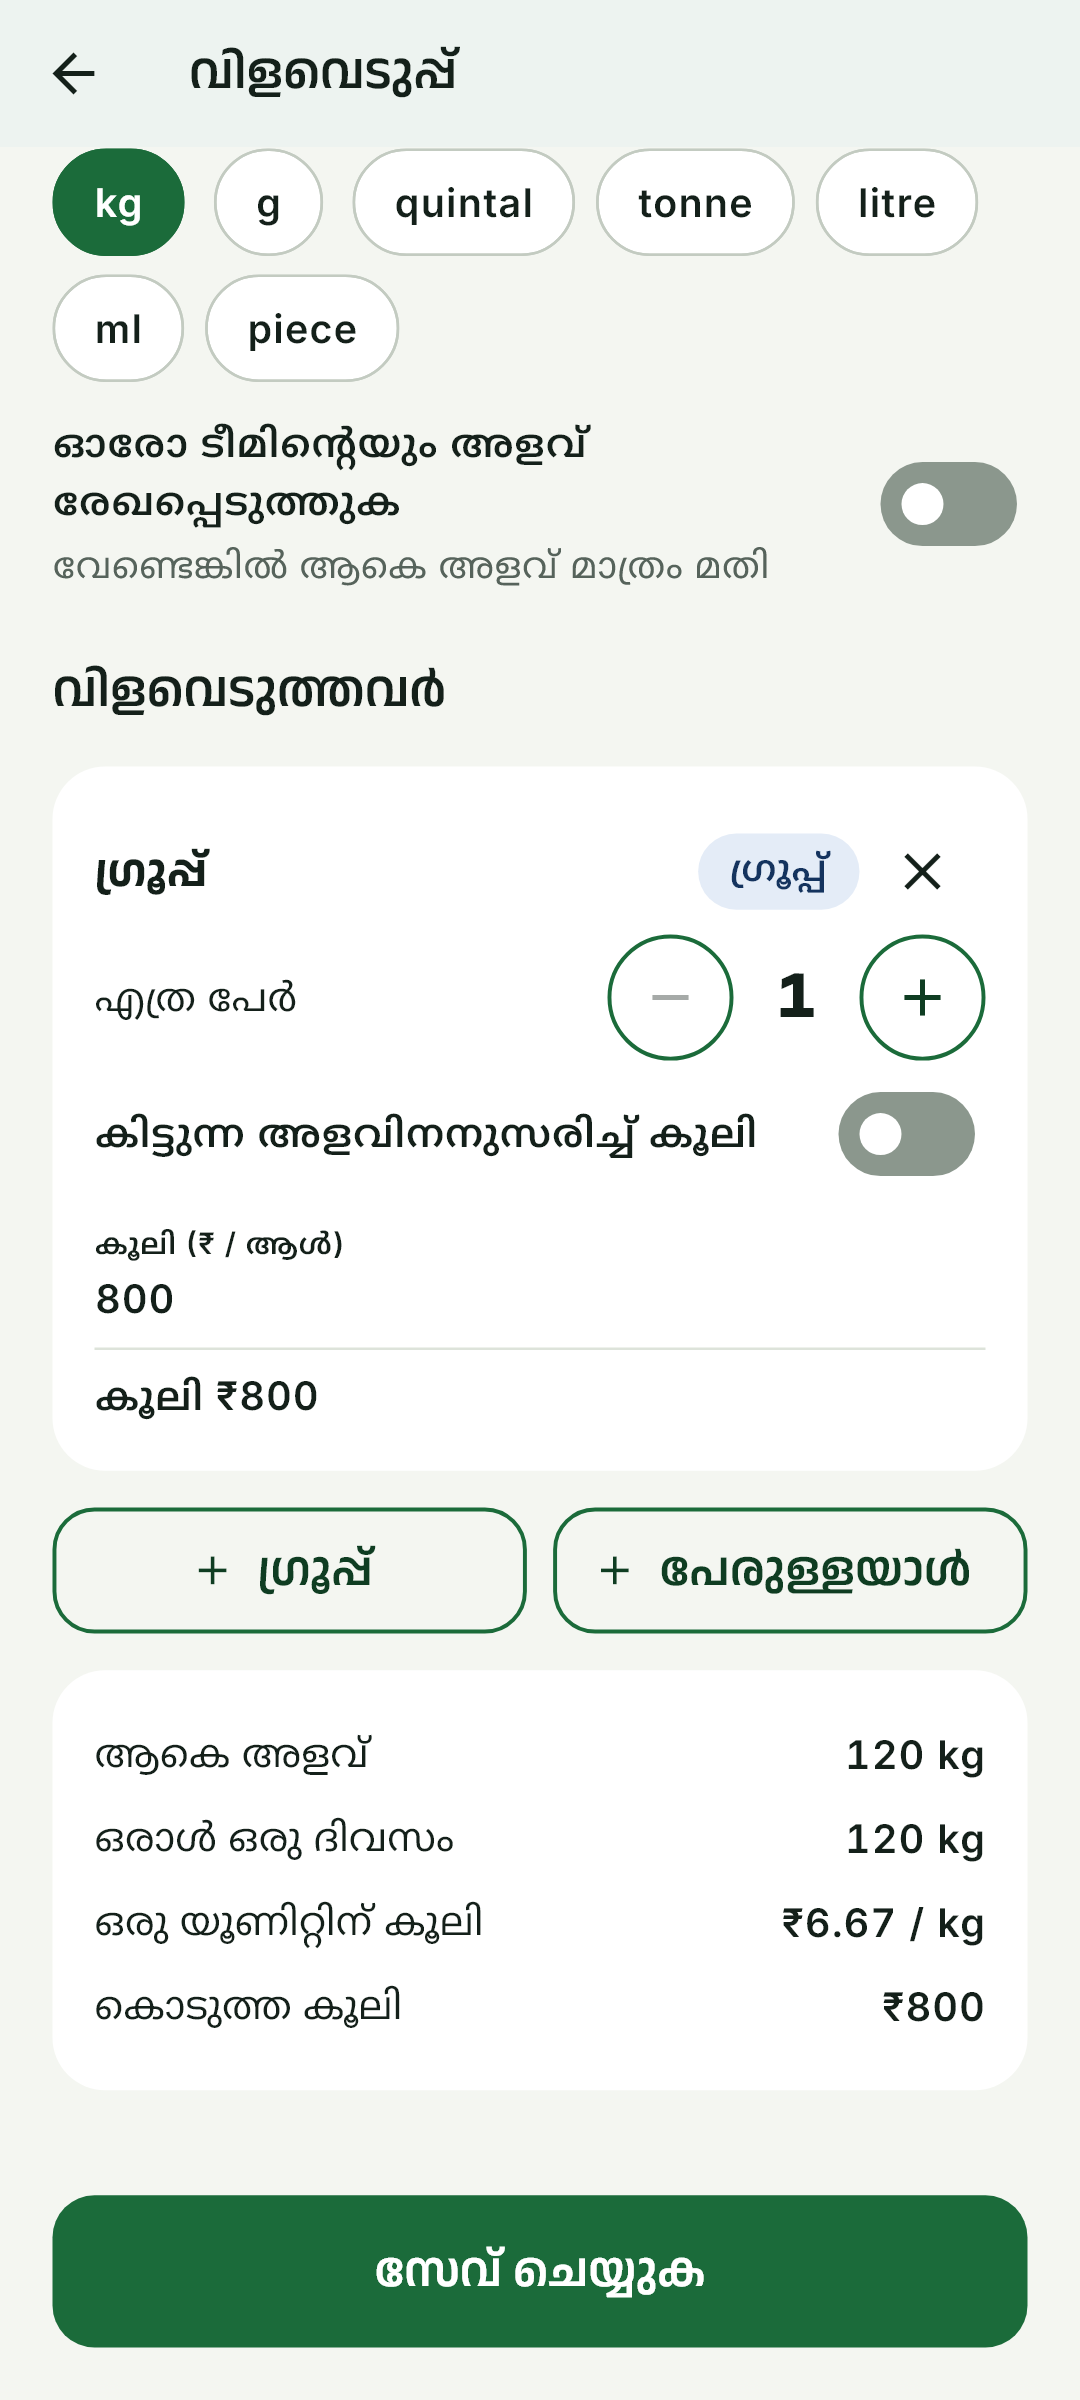 വിളവെടുപ്പ്
kg g quintal tonne litre
ml piece
ഓരോ ടീമിന്റെയും അളവ്
രേഖപ്പെടുത്തുക
വേണ്ടെങ്കിൽ ആകെ അളവ് മാത്രം മതി
വിളവെടുത്തവർ
ഗ്രൂപ്പ് ഗ്രൂപ്പ്
എത്ര പേർ 1
കിട്ടുന്ന അളവിനനുസരിച്ച് കൂലി
കൂലി (₹ / ആൾ)
800
കൂലി ₹800
+ ഗ്രൂപ്പ് + പേരുള്ളയാൾ
ആകെ അളവ് 120 kg
ഒരാൾ ഒരു ദിവസം 120 kg
ഒരു യൂണിറ്റിന് കൂലി ₹6.67 / kg
കൊടുത്ത കൂലി ₹800
സേവ് ചെയ്യുക